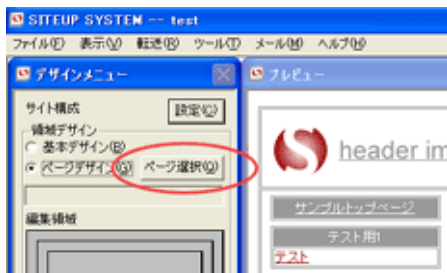 SITEUP SYSTEM -- test
ファイル(F) 表示(V) 転送(R) ツール(T) メール(M) ヘルプ(H)
デザインメニュー
プレビュー
サイト構成
設定(C)
領域デザイン
基本デザイン(B)
ページデザイン(G)
ページ選択(Q)
編集領域
header im
サンプルトップページ
テスト用1
テスト